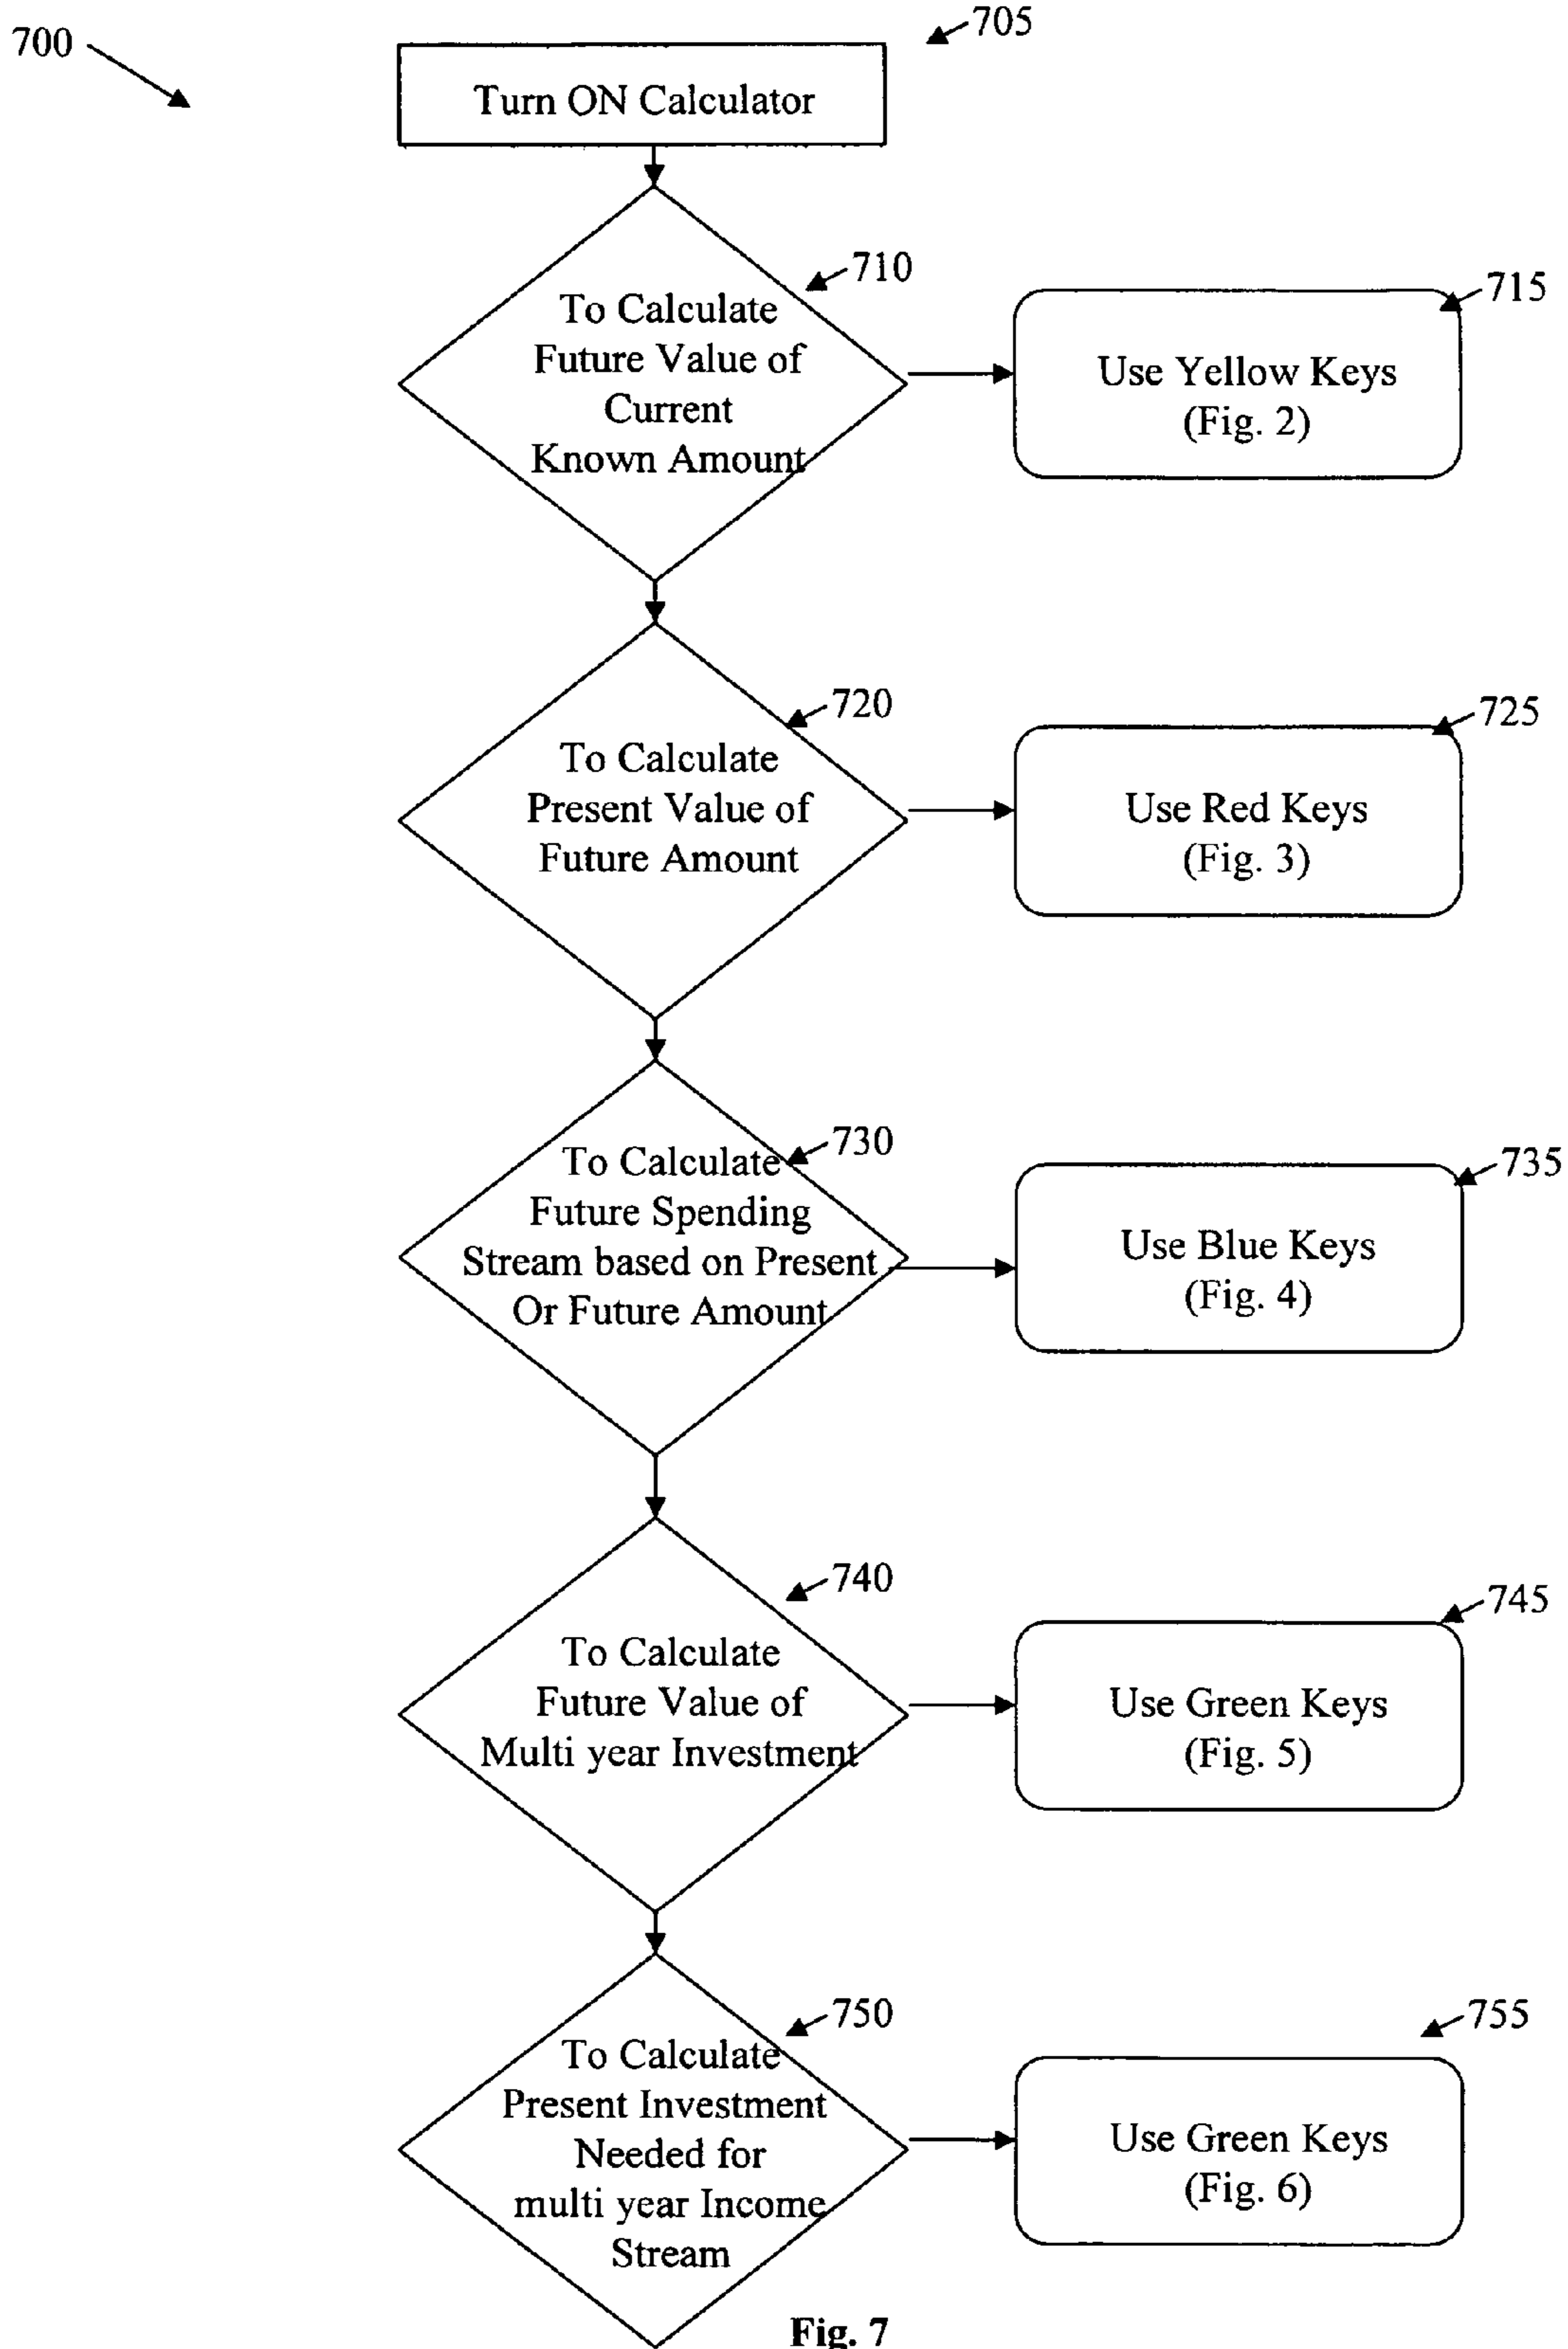 700
705
Turn ON Calculator
710
To Calculate
Future Value of
Current
Known Amount
715
Use Yellow Keys
(Fig. 2)
720
To Calculate
Present Value of
Future Amount
725
Use Red Keys
(Fig. 3)
730
To Calculate
Future Spending
Stream based on Present
Or Future Amount
735
Use Blue Keys
(Fig. 4)
740
To Calculate
Future Value of
Multi year Investment
745
Use Green Keys
(Fig. 5)
750
To Calculate
Present Investment
Needed for
multi year Income
Stream
755
Use Green Keys
(Fig. 6)
Fig. 7